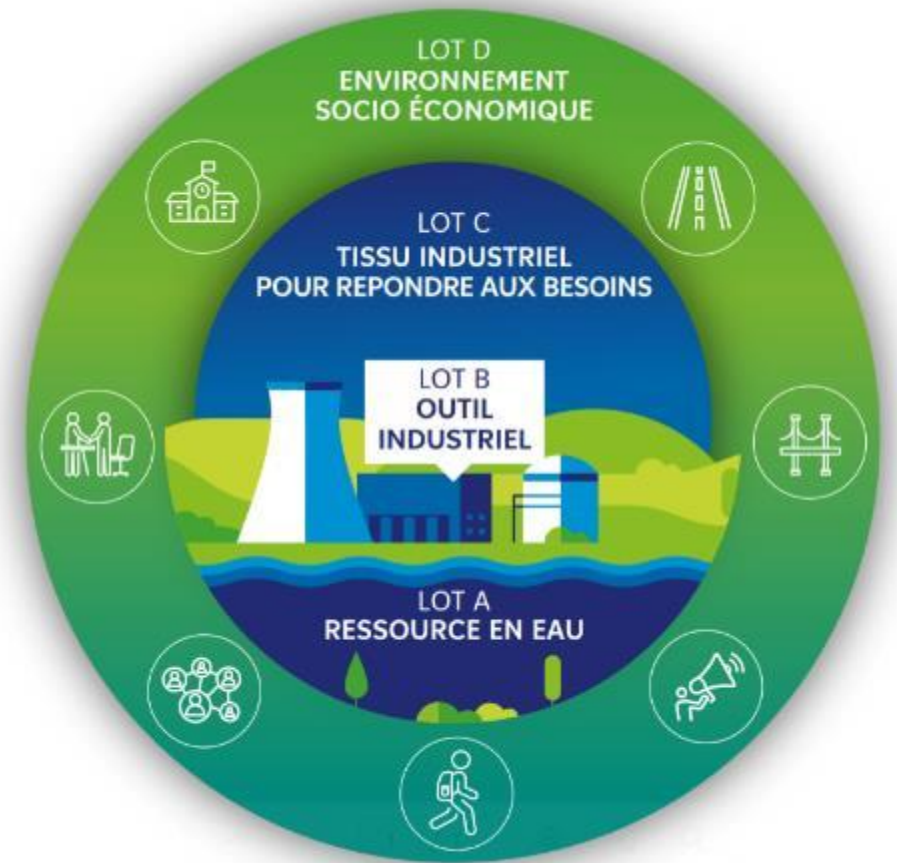 LOT D
ENVIRONNEMENT
SOCIO ÉCONOMIQUE
LOT C
TISSU INDUSTRIEL
POUR REPONDRE AUX BESOINS
LOT B
OUTIL
INDUSTRIEL
LOT A
RESSOURCE EN EAU